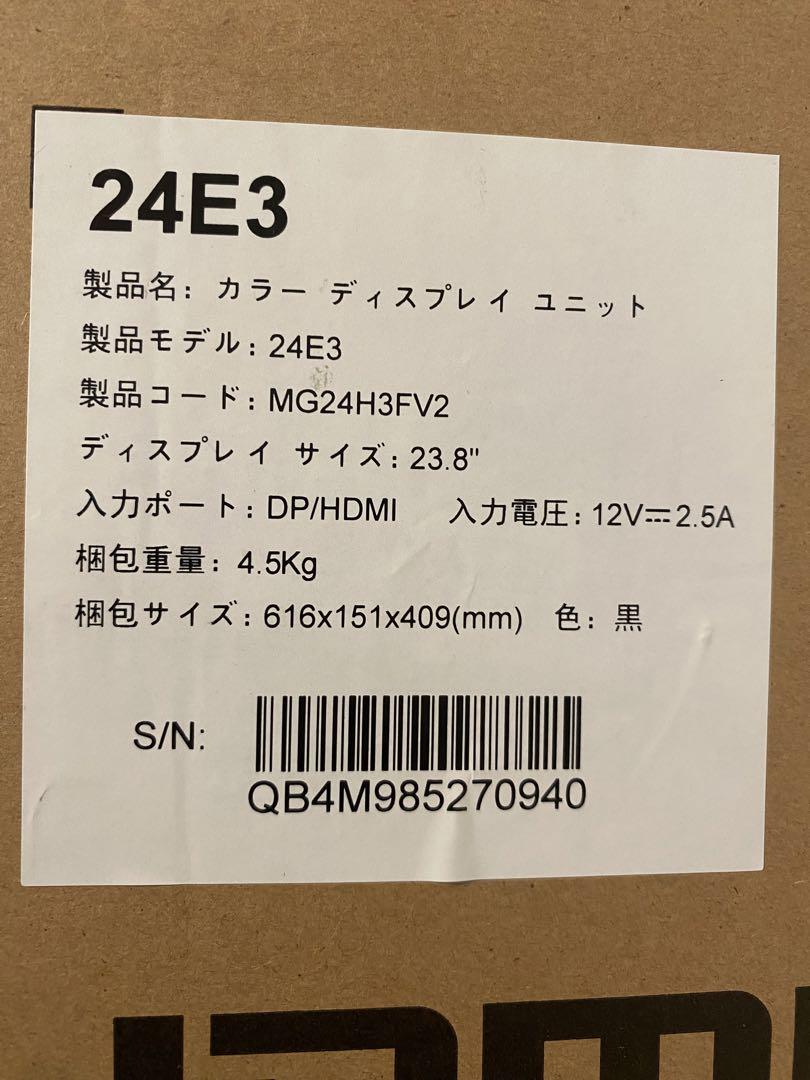 24E3
製品名: カラー ディスプレイ ユニット
製品モデル: 24E3
製品コード: MG24H3FV2
ディスプレイ サイズ: 23.8"
入力ポート: DP/HDMI 入力電圧: 12V⎓2.5A
梱包重量: 4.5Kg
梱包サイズ: 616x151x409(mm) 色: 黒
S/N:
QB4M985270940